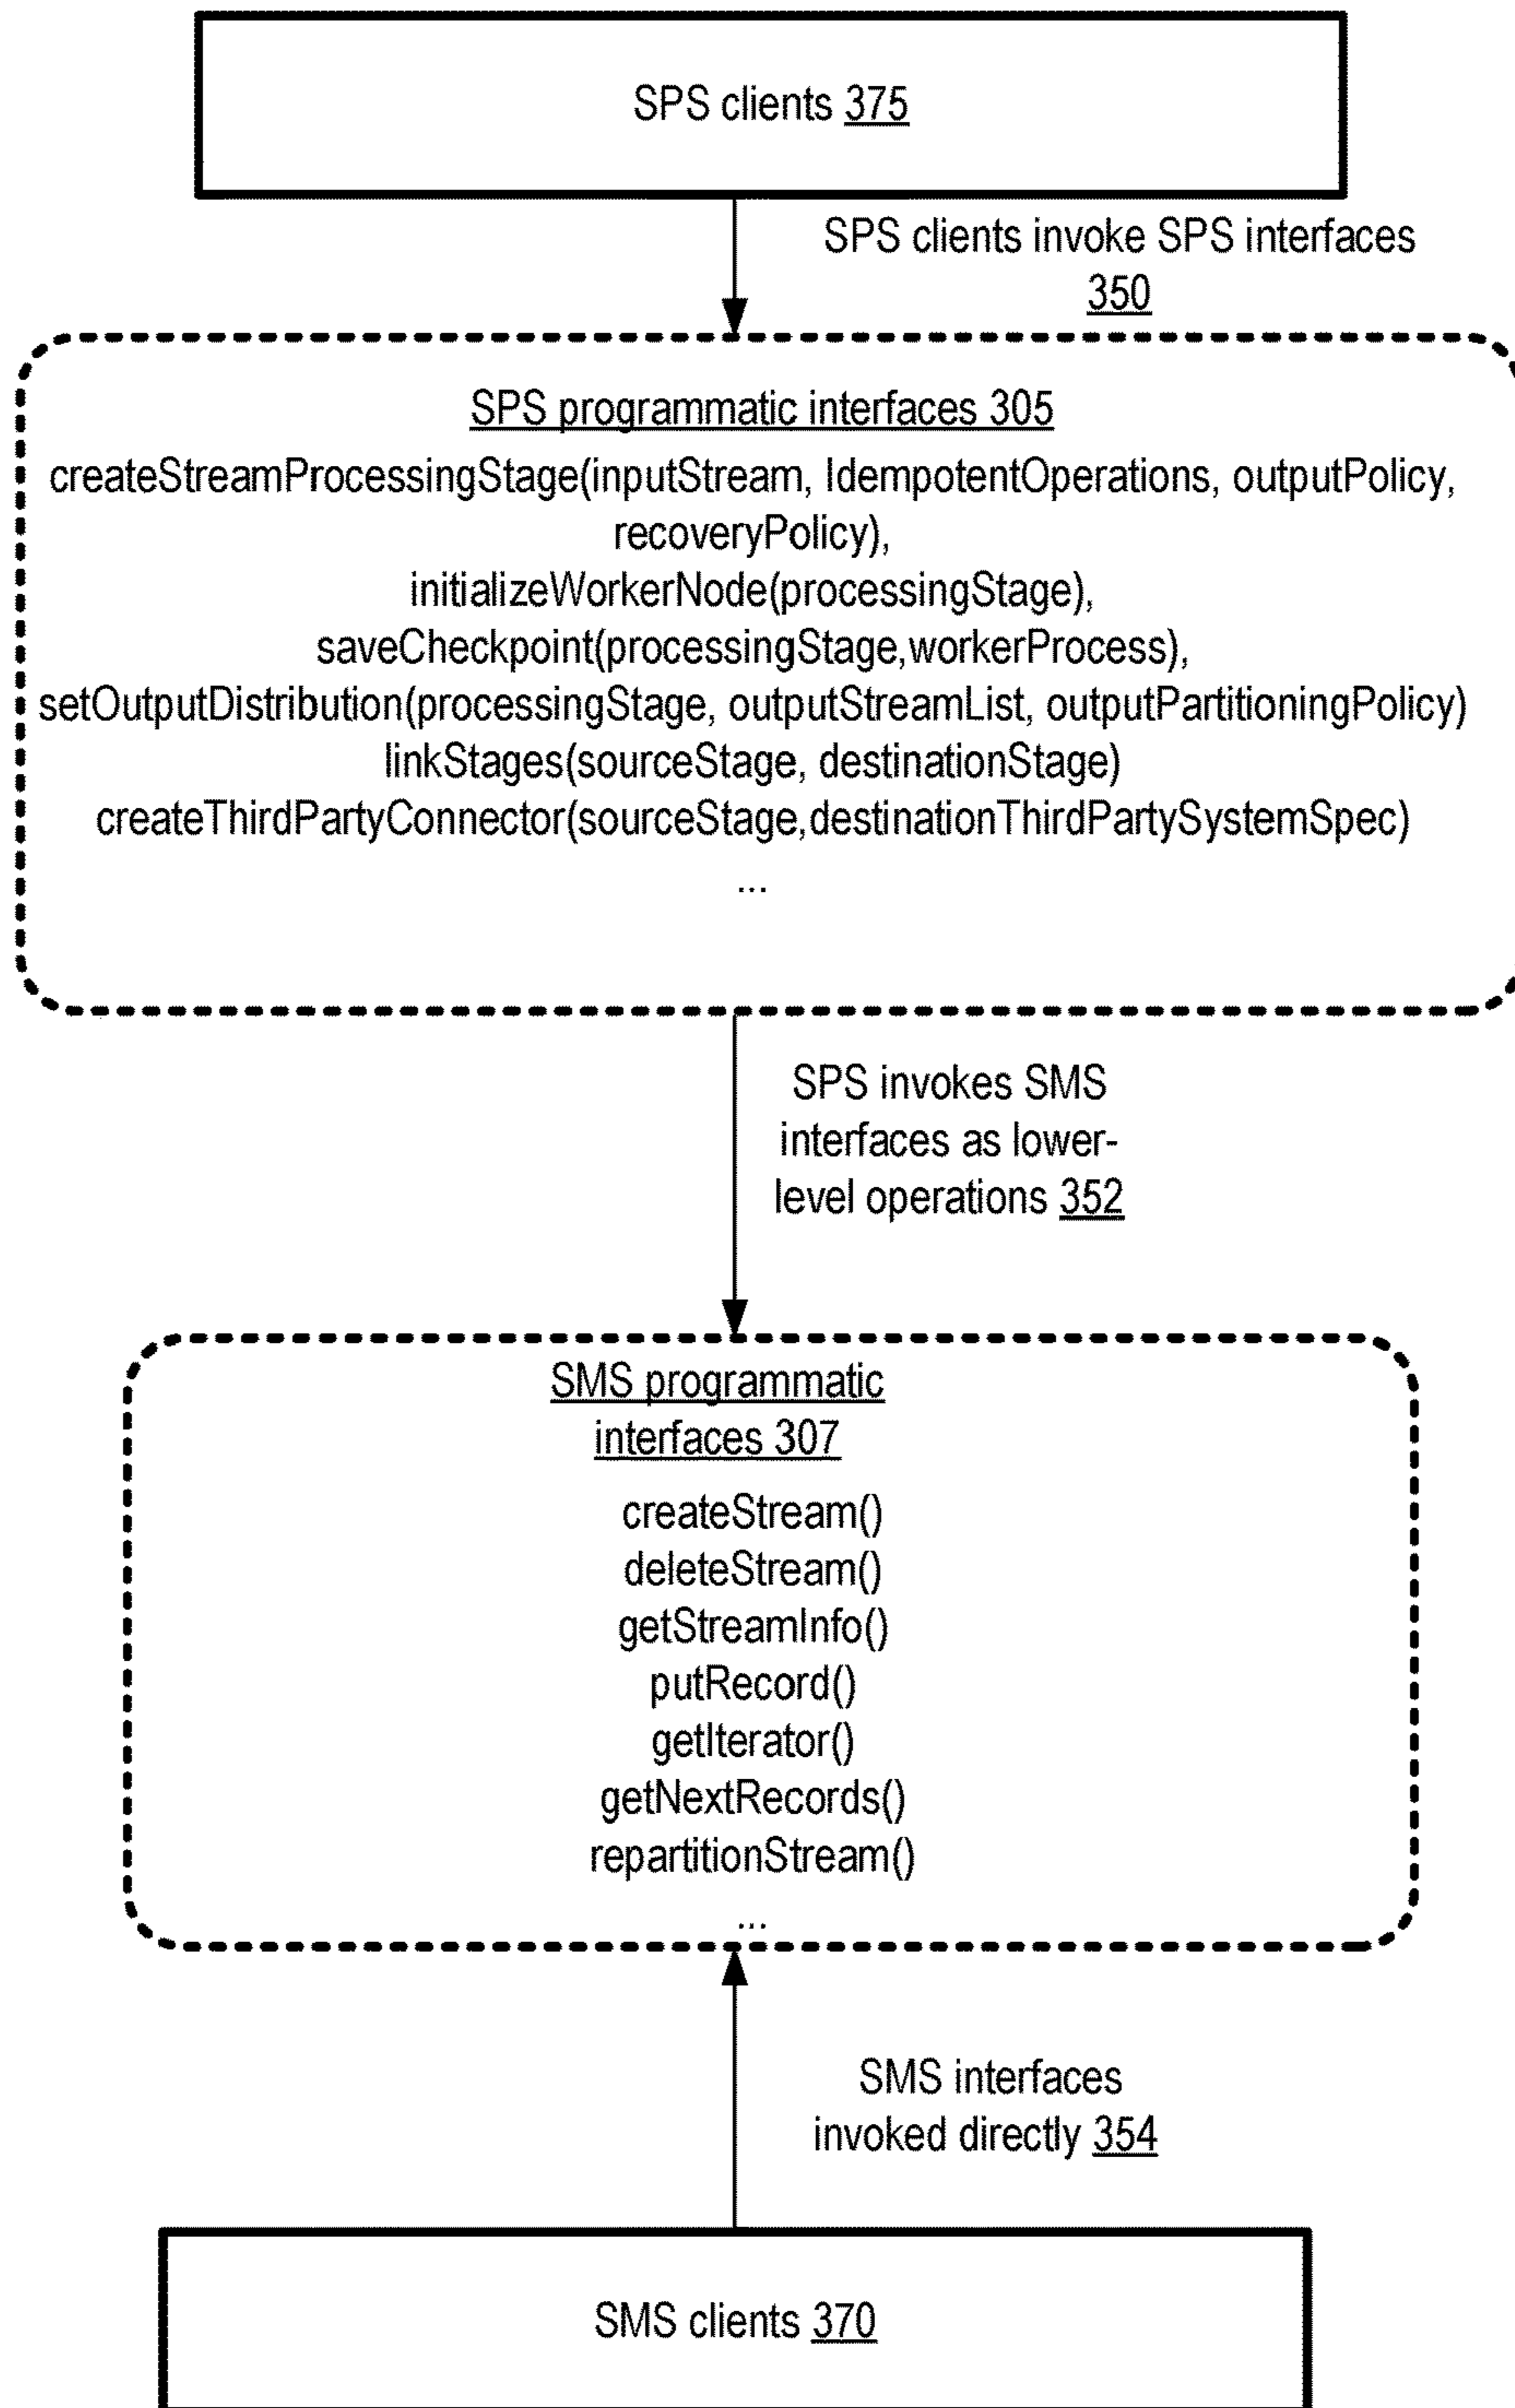 SPS clients 375
SPS clients invoke SPS interfaces
350
SPS programmatic interfaces 305
createStreamProcessingStage(inputStream, IdempotentOperations, outputPolicy,
recoveryPolicy),
initializeWorkerNode(processingStage),
saveCheckpoint(processingStage,workerProcess),
setOutputDistribution(processingStage, outputStreamList, outputPartitioningPolicy)
linkStages(sourceStage, destinationStage)
createThirdPartyConnector(sourceStage,destinationThirdPartySystemSpec)
...
SPS invokes SMS
interfaces as lower-
level operations 352
SMS programmatic
interfaces 307
createStream()
deleteStream()
getStreamInfo()
putRecord()
getIterator()
getNextRecords()
repartitionStream()
...
SMS interfaces
invoked directly 354
SMS clients 370